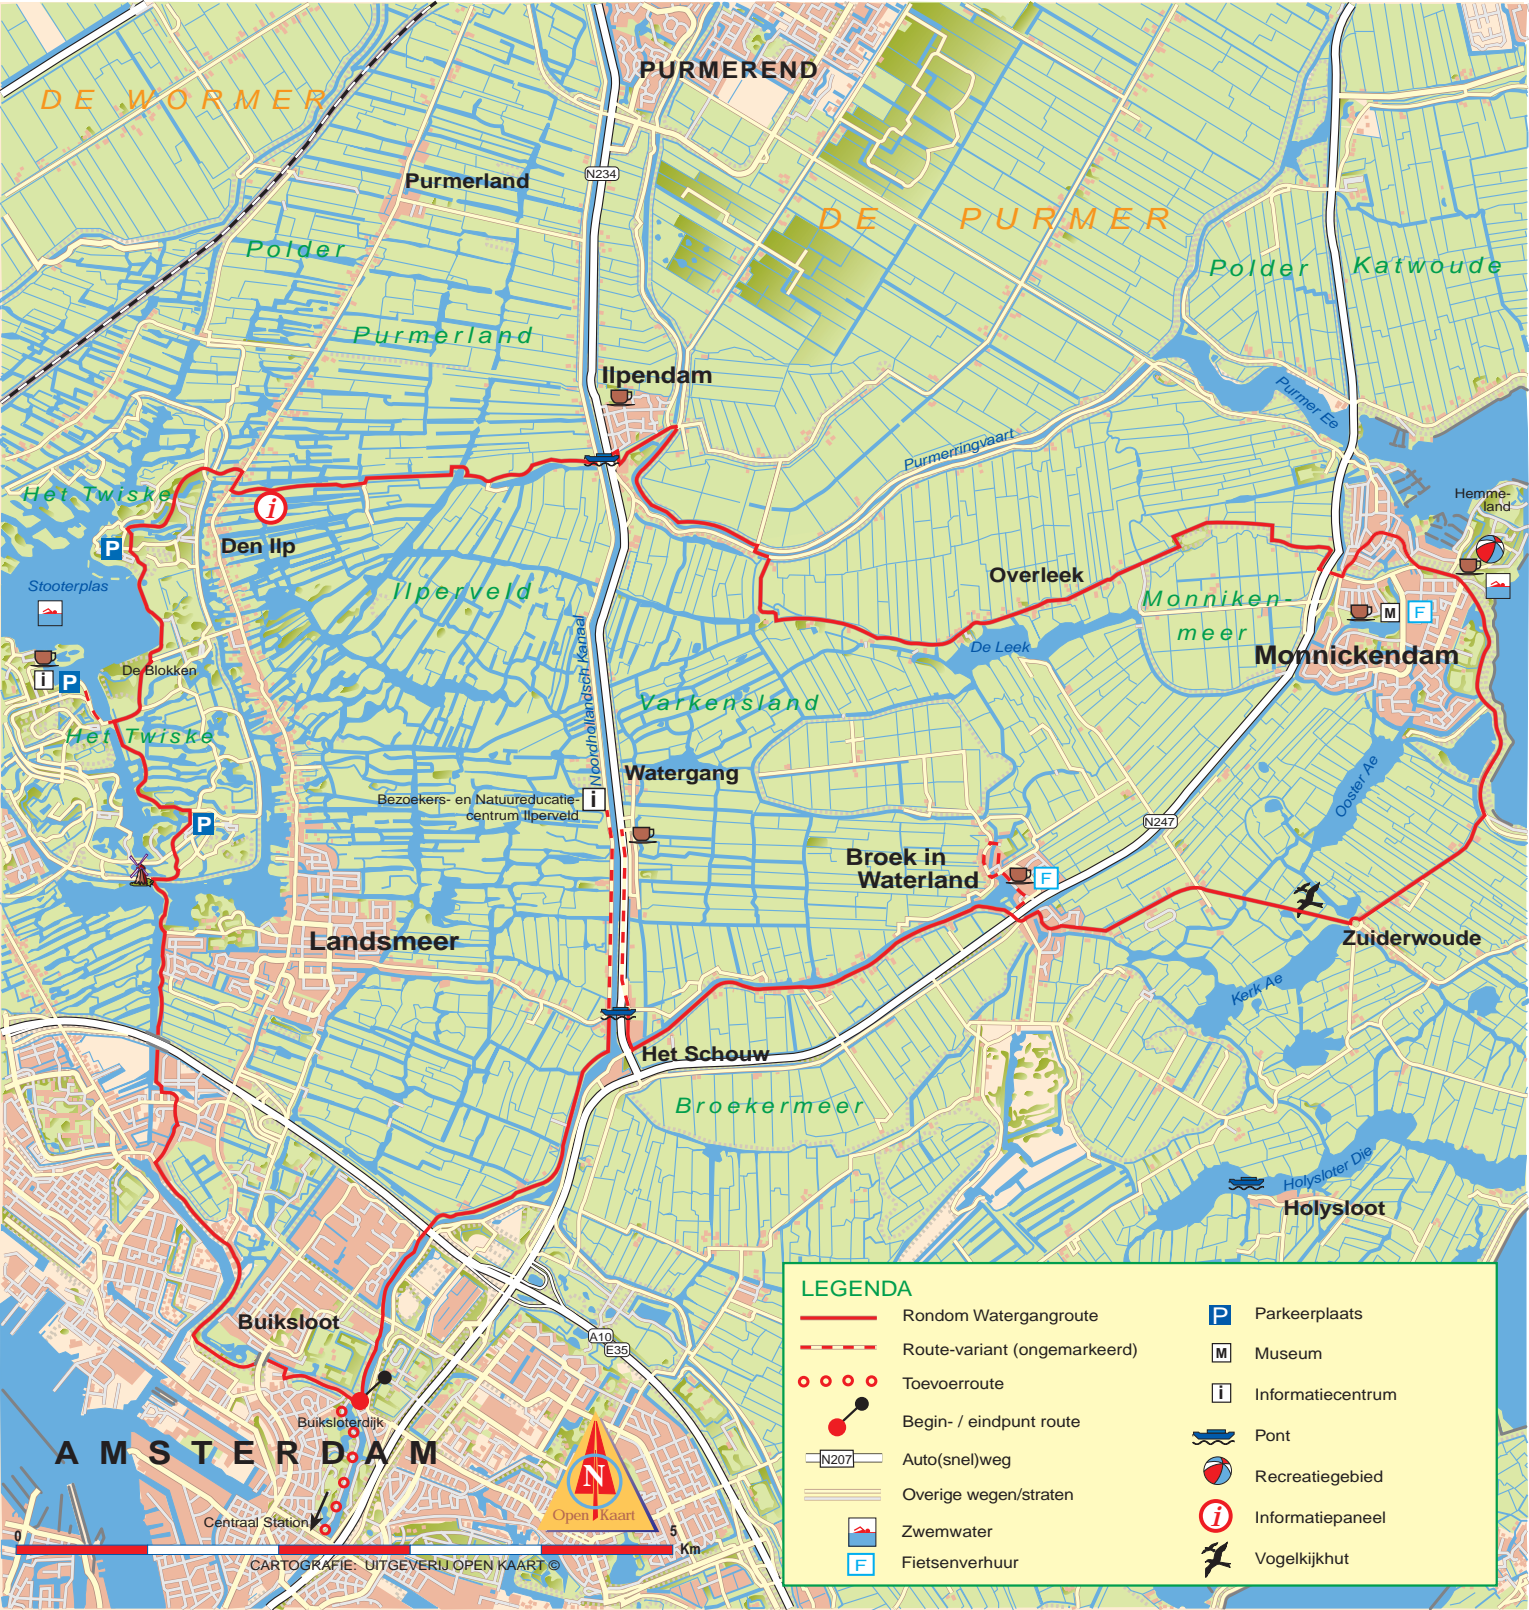 PURMEREND
DE WORMER
N234
Purmerland
DE PURMER
Polder
Polder Katwoude
Purmerland
Ilpendam
Purmer Ee
Purmerringvaart
Het Twiske
Hemme-
land
P
i
Den Ilp
Stooterplas
Ilperveld
Overleek
Monniken-
meer
M
F
De Leek
Monnickendam
De Blokken
i
P
Noordhollandsch Kanaal
Varkensland
Het Twiske
Watergang
Ooster Ae
Bezoekers- en Natuureducatie-
centrum Ilperveld
i
P
N247
Broek in
Waterland
F
Landsmeer
Zuiderwoude
Kerk Ae
Het Schouw
Broekermeer
Holysloter Die
Holysloot
Buiksloot
A10
E35
Buiksloterdijk
AMSTERDAM
Centraal Station
N
Open Kaart
0
5
Km
CARTOGRAFIE: UITGEVERIJ OPEN KAART ©
LEGENDA
Rondom Watergangroute
Route-variant (ongemarkeerd)
Toevoerroute
Begin- / eindpunt route
N207
Auto(snel)weg
Overige wegen/straten
Zwemwater
F
Fietsenverhuur
P
Parkeerplaats
M
Museum
i
Informatiecentrum
Pont
Recreatiegebied
i
Informatiepaneel
Vogelkijkhut